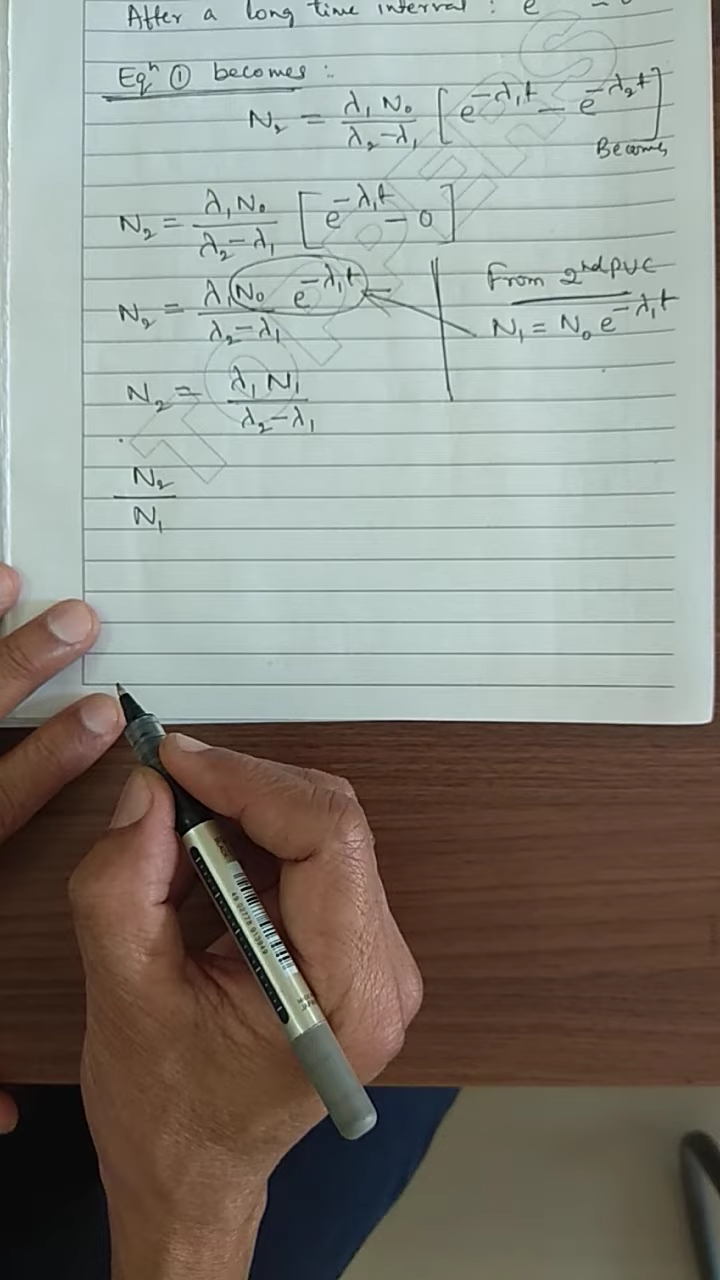 After a long time interval : e
Eqⁿ ① becomes :
N₂ = λ₁ N₀ / λ₂-λ₁ [ e^-λ₁t - e^-λ₂t ]
Becomes
N₂ = λ₁ N₀ / λ₂-λ₁ [ e^-λ₁t - 0 ]
N₂ = λ₁ N₀ e^-λ₁t / λ₂-λ₁
From 2nd PUC
N₁ = N₀ e^-λ₁t
N₂ = λ₁ N₁ / λ₂-λ₁
N₂ / N₁